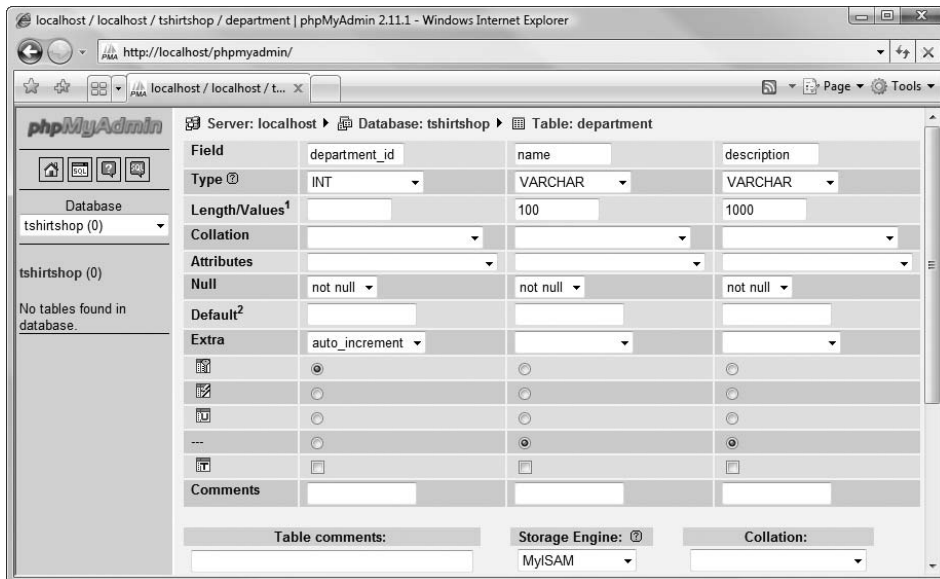 localhost / localhost / tshirtshop / department | phpMyAdmin 2.11.1 - Windows Internet Explorer
PMA http://localhost/phpmyadmin/
PMA localhost / localhost / t... X
Page Tools
phpMyAdmin
SQL
Database
tshirtshop (0)
tshirtshop (0)
No tables found in
database.
Server: localhost Database: tshirtshop Table: department
Field department_id name description
Type INT VARCHAR VARCHAR
Length/Values1 100 1000
Collation
Attributes
Null not null not null not null
Default2
Extra auto_increment
U
---
T
Comments
Table comments: Storage Engine: Collation:
MyISAM